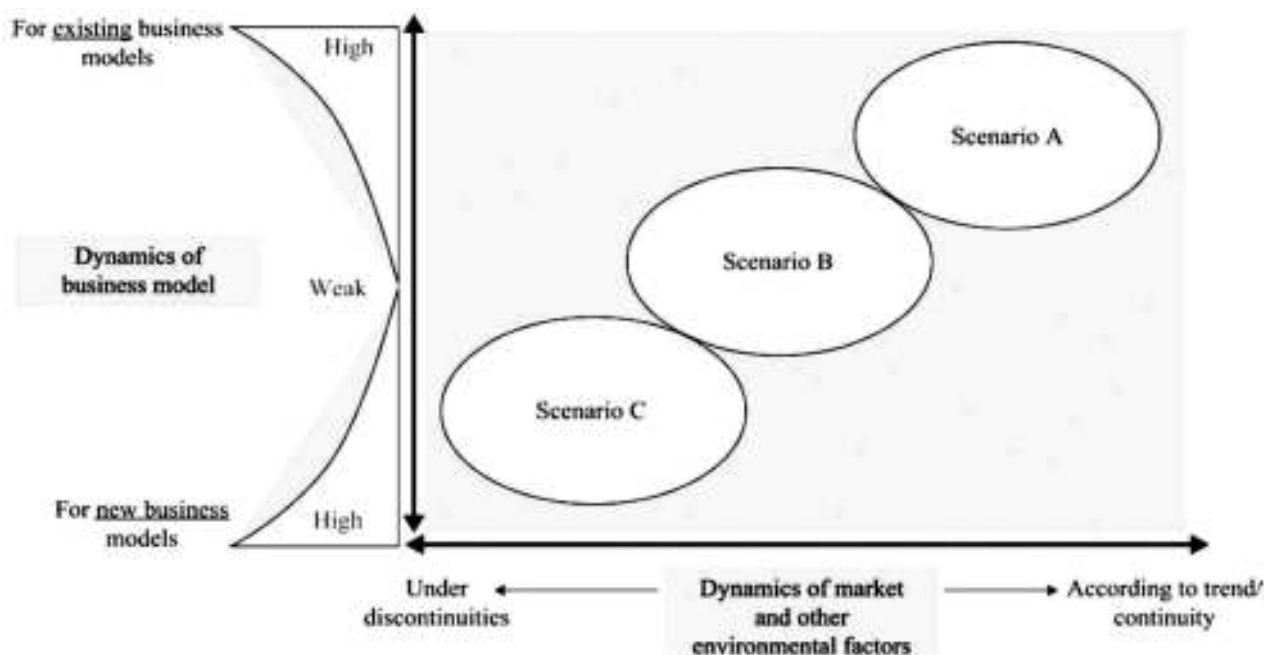 For existing business
models
High
Scenario A
Dynamics of
business model
Weak
Scenario B
Scenario C
For new business
models
High
Under
discontinuities
Dynamics of market
and other
environmental factors
According to trend/
continuity